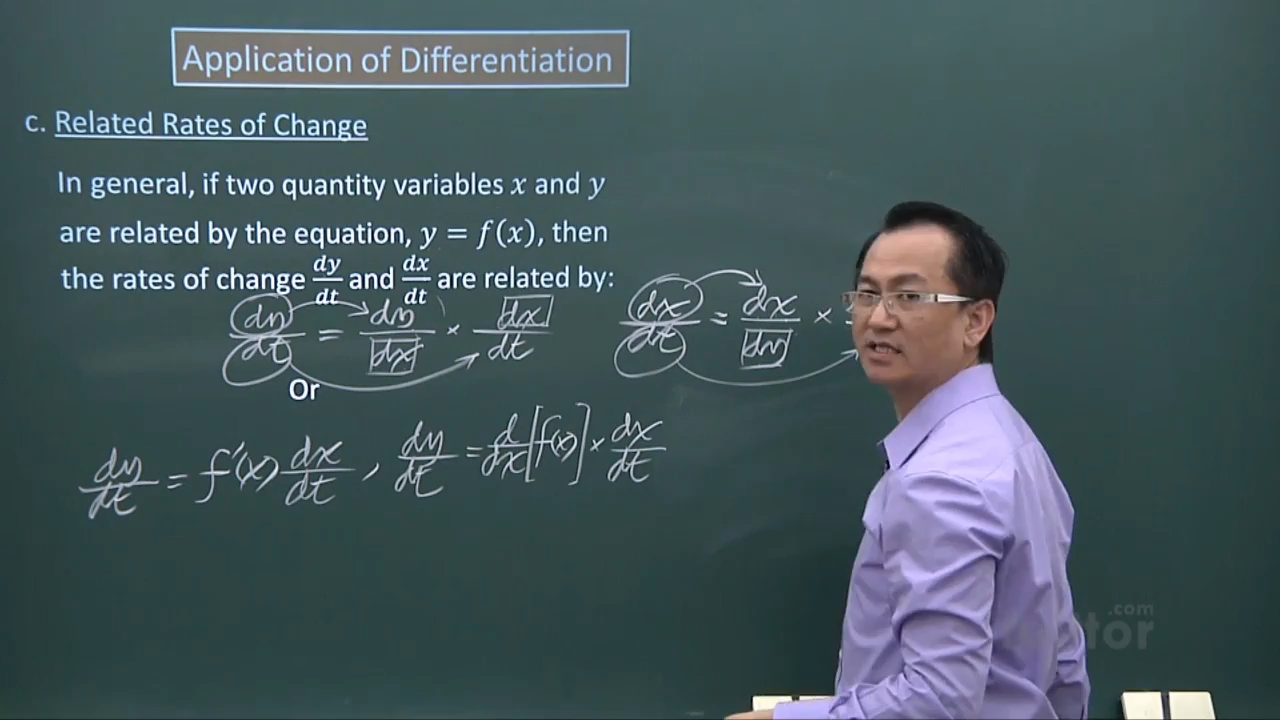 Application of Differentiation
c. Related Rates of Change
In general, if two quantity variables x and y
are related by the equation, y = f(x), then
the rates of change dy/dt and dx/dt are related by:
dy/dt = dy/dx × dx/dt
dx/dt = dx/dy ×
Or
dy/dt = f'(x) dx/dt , dy/dt = d/dx [f(x)] × dx/dt
.com
tor